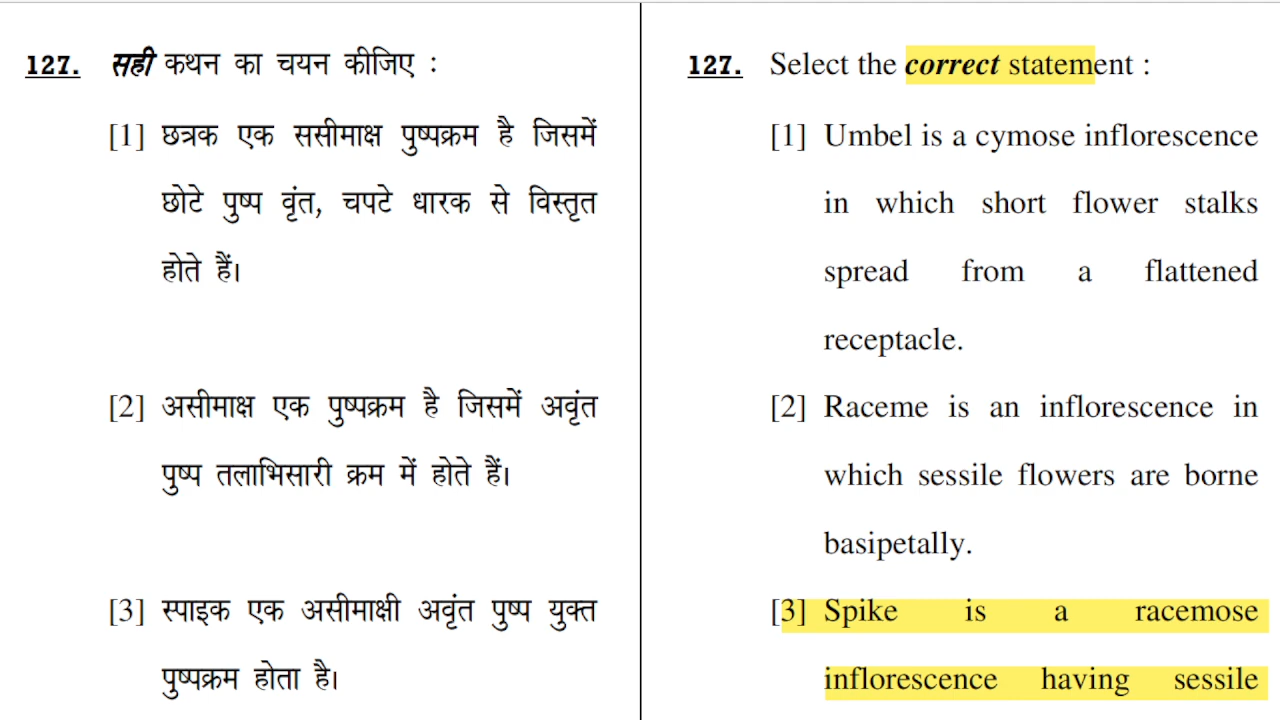 127. सही कथन का चयन कीजिए :
[1] छत्रक एक ससीमाक्ष पुष्पक्रम है जिसमें
छोटे पुष्प वृंत, चपटे धारक से विस्तृत
होते हैं।
[2] असीमाक्ष एक पुष्पक्रम है जिसमें अवृंत
पुष्प तलाभिसारी क्रम में होते हैं।
[3] स्पाइक एक असीमाक्षी अवृंत पुष्प युक्त
पुष्पक्रम होता है।
127. Select the correct statement :
[1] Umbel is a cymose inflorescence
in which short flower stalks
spread from a flattened
receptacle.
[2] Raceme is an inflorescence in
which sessile flowers are borne
basipetally.
[3] Spike is a racemose
inflorescence having sessile